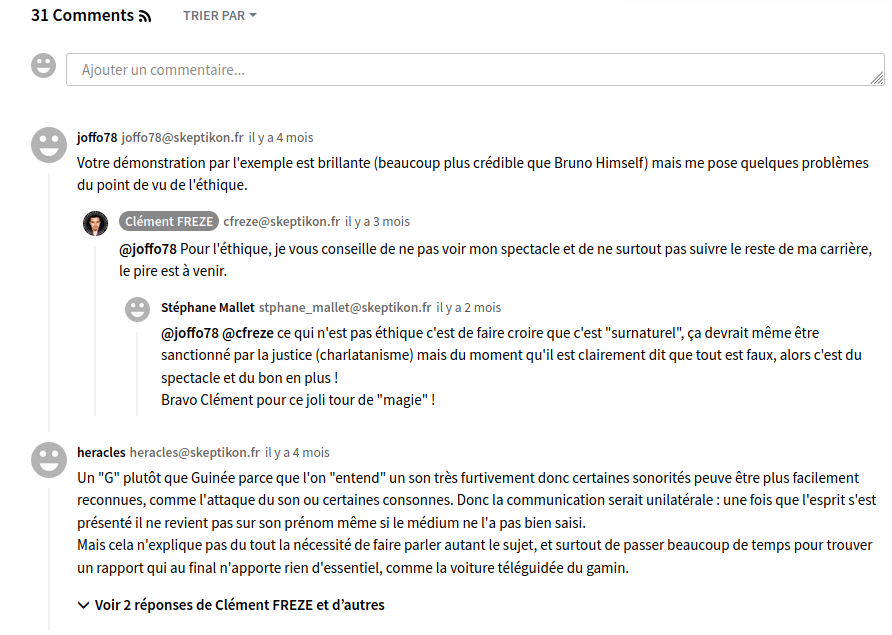 31 Comments
TRIER PAR
Ajouter un commentaire...
joffo78 joffo78@skeptikon.fr il y a 4 mois
Votre démonstration par l'exemple est brillante (beaucoup plus crédible que Bruno Himself) mais me pose quelques problèmes
du point de vu de l'éthique.
Clément FREZE cfreze@skeptikon.fr il y a 3 mois
@joffo78 Pour l'éthique, je vous conseille de ne pas voir mon spectacle et de ne surtout pas suivre le reste de ma carrière,
le pire est à venir.
Stéphane Mallet stphane_mallet@skeptikon.fr il y a 2 mois
@joffo78 @cfreze ce qui n'est pas éthique c'est de faire croire que c'est "surnaturel", ça devrait même être
sanctionné par la justice (charlatanisme) mais du moment qu'il est clairement dit que tout est faux, alors c'est du
spectacle et du bon en plus !
Bravo Clément pour ce joli tour de "magie" !
heracles heracles@skeptikon.fr il y a 4 mois
Un "G" plutôt que Guinée parce que l'on "entend" un son très furtivement donc certaines sonorités peuve être plus facilement
reconnues, comme l'attaque du son ou certaines consonnes. Donc la communication serait unilatérale : une fois que l'esprit s'est
présenté il ne revient pas sur son prénom même si le médium ne l'a pas bien saisi.
Mais cela n'explique pas du tout la nécessité de faire parler autant le sujet, et surtout de passer beaucoup de temps pour trouver
un rapport qui au final n'apporte rien d'essentiel, comme la voiture téléguidée du gamin.
Voir 2 réponses de Clément FREZE et d'autres